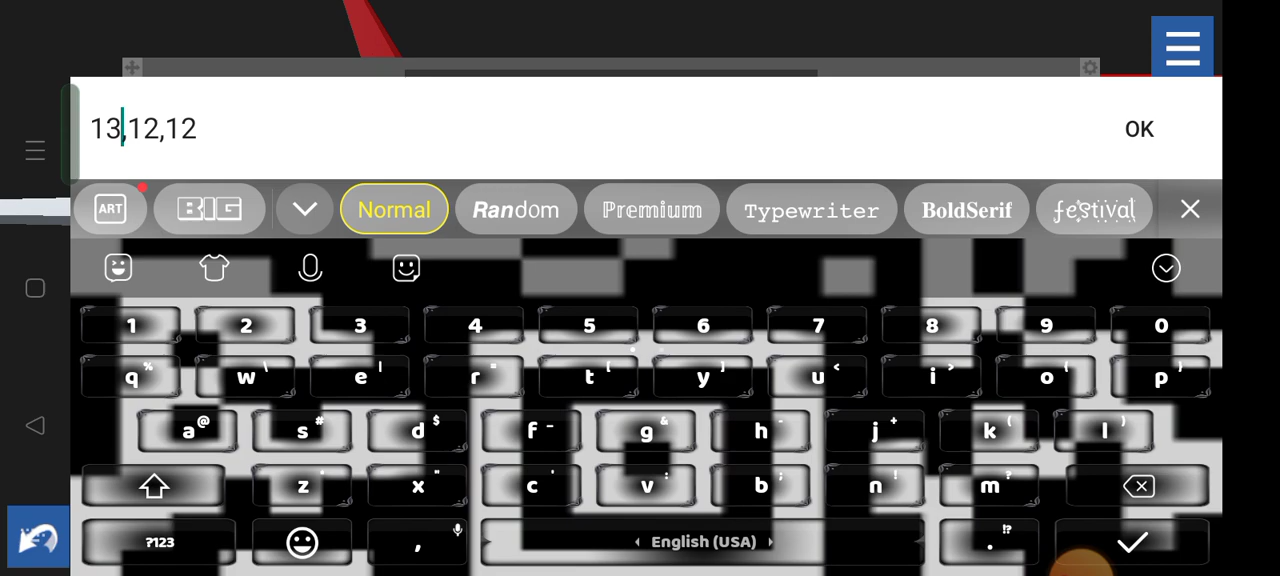 13,12,12
OK
ART BIG Normal Random Premium Typewriter BoldSerif festival
1 2 3 4 5 6 7 8 9 0
q % w \ e | r = t [ y ] u < i > o { p }
a @ s # d $ f _ g & h - j + k ( l )
z * x " c ' v : b ; n ! m ?
?123 , English (USA) . !?